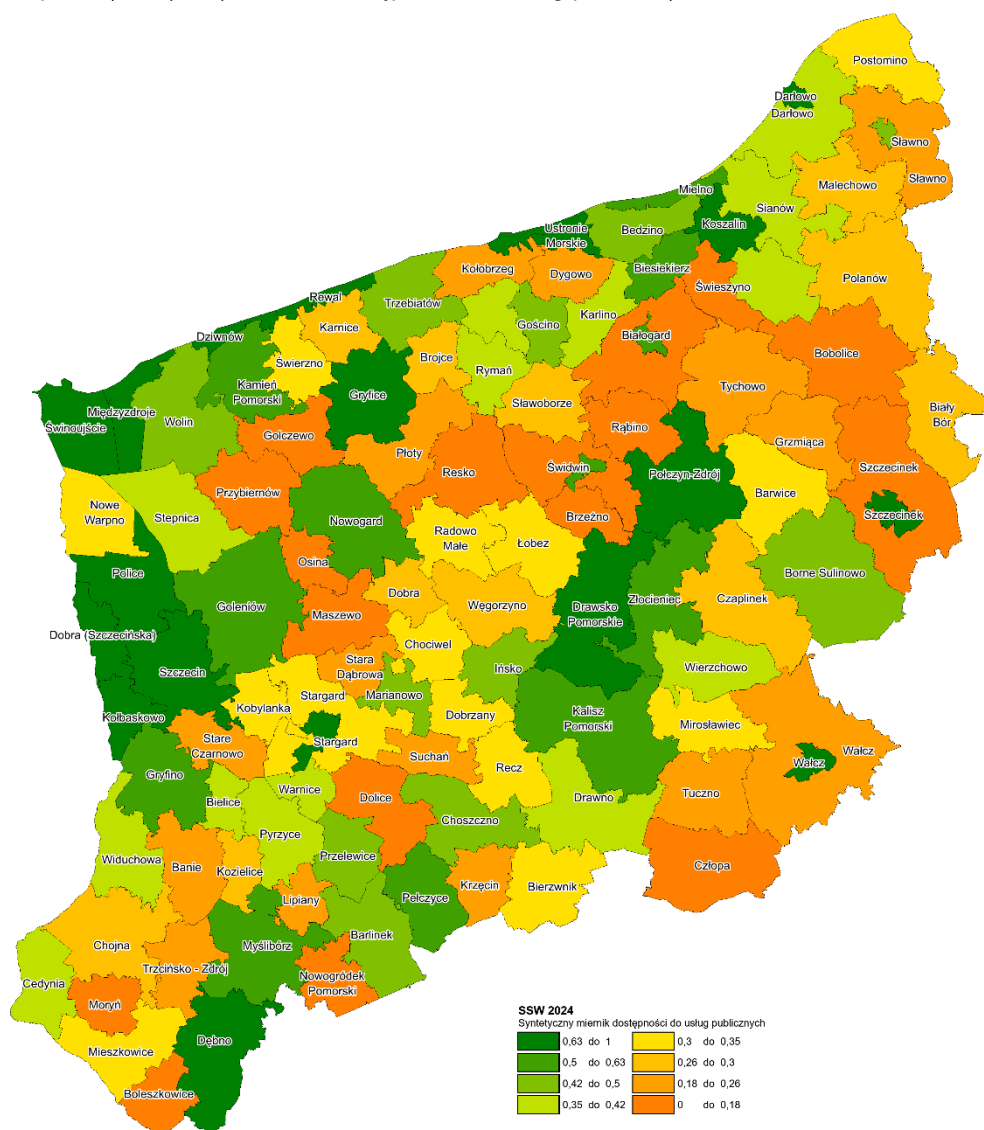 Postomino
Darłowo
Darłowo
Sławno
Sławno
Malechowo
Mielno
Sianów
Koszalin
Ustronie
Morskie
Będzino
Kołobrzeg
Dygowo
Biesiekierz
Świeszyno
Polanów
Rewal
Trzebiatów
Karnice
Gościno
Karlino
Białogard
Bobolice
Dziwnów
Świerzno
Brojce
Rymań
Kamień
Pomorski
Gryfice
Sławoborze
Tychowo
Biały
Bór
Międzyzdroje
Świnoujście
Wolin
Golczewo
Rąbino
Grzmiąca
Płoty
Resko
Świdwin
Połczyn-Zdrój
Szczecinek
Przybiernów
Barwice
Nowe
Warpno
Stepnica
Nowogard
Brzeżno
Szczecinek
Radowo
Małe
Łobez
Osina
Police
Borne Sulinowo
Goleniów
Dobra
Węgorzyno
Drawsko
Pomorskie
Złocieniec
Czaplinek
Maszewo
Dobra (Szczecińska)
Chociwel
Szczecin
Stara
Dąbrowa
Ińsko
Wierzchowo
Marianowo
Stargard
Kobylanka
Kołbaskowo
Dobrzany
Kalisz
Pomorski
Mirosławiec
Stare
Czarnowo
Stargard
Suchań
Wałcz
Wałcz
Gryfino
Recz
Warnice
Dolice
Drawno
Tuczno
Bielice
Pyrzyce
Choszczno
Widuchowa
Banie
Kozielice
Przelewice
Człopa
Lipiany
Pełczyce
Krzęcin
Bierzwnik
Chojna
Myślibórz
Barlinek
Cedynia
Trzcińsko - Zdrój
Nowogródek
Pomorski
Moryń
Mieszkowice
Dębno
Boleszkowice
SSW 2024
Syntetyczny miernik dostępności do usług publicznych
0,63 do 1
0,3 do 0,35
0,5 do 0,63
0,26 do 0,3
0,42 do 0,5
0,18 do 0,26
0,35 do 0,42
0 do 0,18